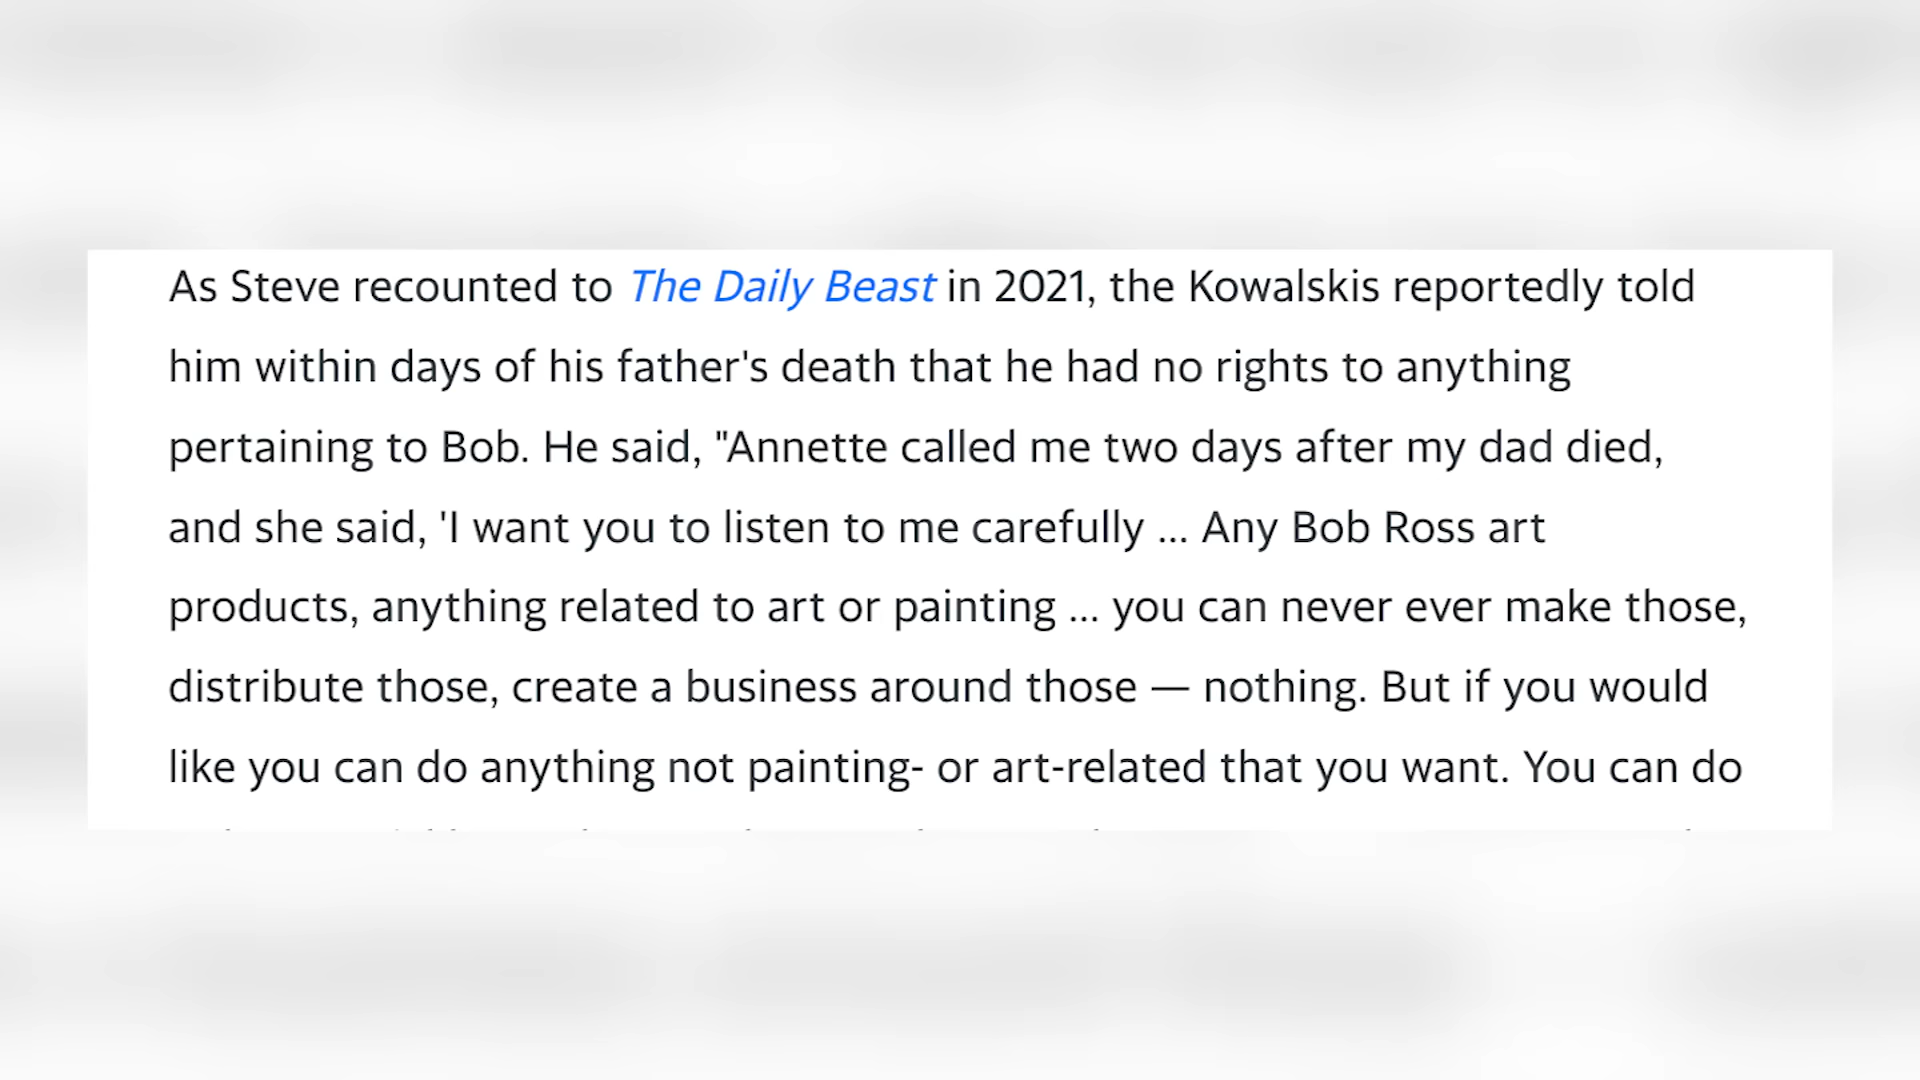 As Steve recounted to The Daily Beast in 2021, the Kowalskis reportedly told
him within days of his father's death that he had no rights to anything
pertaining to Bob. He said, "Annette called me two days after my dad died,
and she said, 'I want you to listen to me carefully ... Any Bob Ross art
products, anything related to art or painting ... you can never ever make those,
distribute those, create a business around those — nothing. But if you would
like you can do anything not painting- or art-related that you want. You can do